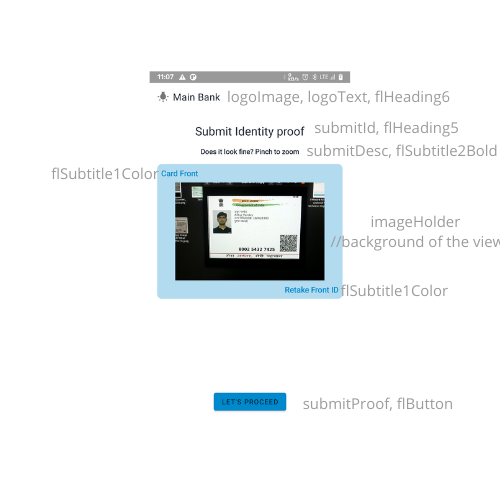 11:07
LTE
Main Bank
logoImage, logoText, flHeading6
Submit Identity proof
submitId, flHeading5
Does it look fine? Pinch to zoom
submitDesc, flSubtitle2Bold
flSubtitle1Color
Card Front
imageHolder
//background of the view
Retake Front ID
flSubtitle1Color
LET'S PROCEED
submitProof, flButton